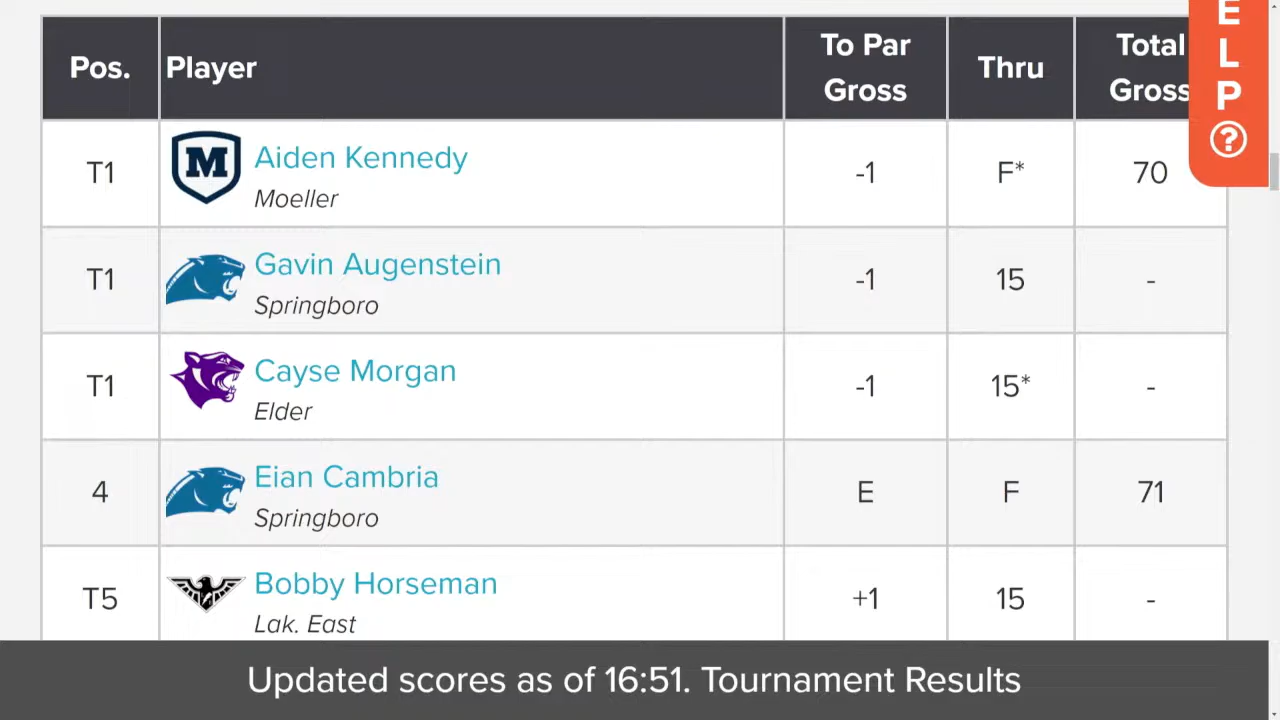 Pos. Player To Par Gross Thru Total Gross
T1 M Aiden Kennedy -1 F* 70
Moeller
T1 Gavin Augenstein -1 15 -
Springboro
T1 Cayse Morgan -1 15* -
Elder
4 Eian Cambria E F 71
Springboro
T5 Bobby Horseman +1 15 -
Lak. East
ELP?
Updated scores as of 16:51. Tournament Results